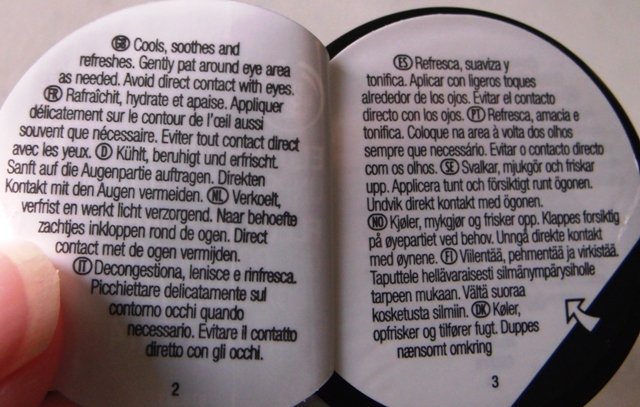 GB Cools, soothes and
refreshes. Gently pat around eye area
as needed. Avoid direct contact with eyes.
FR Rafraîchit, hydrate et apaise. Appliquer
délicatement sur le contour de l'œil aussi
souvent que nécessaire. Eviter tout contact direct
avec les yeux. D Kühlt, beruhigt und erfrischt.
Sanft auf die Augenpartie auftragen. Direkten
Kontakt mit den Augen vermeiden. NL Verkoelt,
verfrist en werkt licht verzorgend. Naar behoefte
zachtjes inkloppen rond de ogen. Direct
contact met de ogen vermijden.
IT Decongestiona, lenisce e rinfresca.
Picchiettare delicatamente sul
contorno occhi quando
necessario. Evitare il contatto
diretto con gli occhi.
2
ES Refresca, suaviza y
tonifica. Aplicar con ligeros toques
alrededor de los ojos. Evitar el contacto
directo con los ojos. PT Refresca, amacia e
tonifica. Coloque na area à volta dos olhos
sempre que necessário. Evitar o contacto directo
com os olhos. SE Svalkar, mjukgör och friskar
upp. Applicera tunt och försiktigt runt ögonen.
Undvik direkt kontakt med ögonen.
NO Kjøler, mykgjør og frisker opp. Klappes forsiktig
på øyepartiet ved behov. Unngå direkte kontakt
med øynene. FI Viilentää, pehmentää ja virkistää.
Taputtele hellävaraisesti silmänympärysiholle
tarpeen mukaan. Vältä suoraa
kosketusta silmiin. DK Køler,
opfrisker og tilfører fugt. Duppes
nænsomt omkring
3